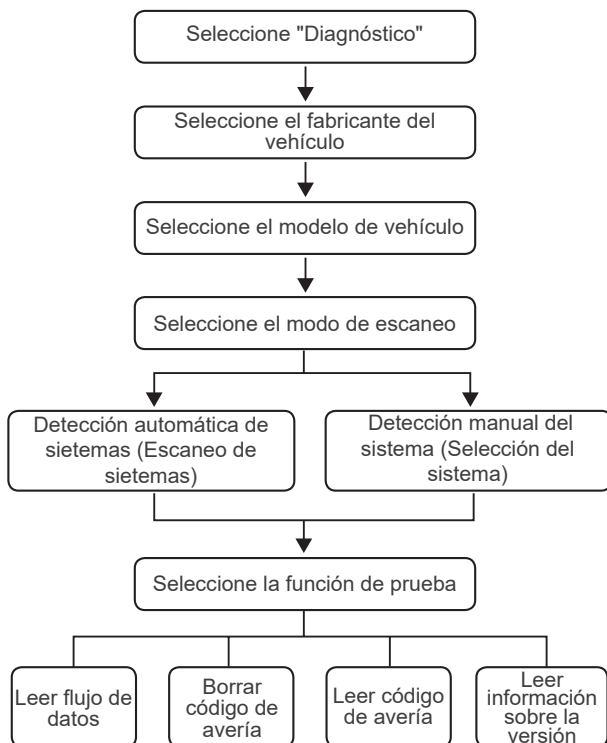 Seleccione "Diagnóstico"
Seleccione el fabricante del
vehículo
Seleccione el modelo de vehículo
Seleccione el modo de escaneo
Detección automática de
sietemas (Escaneo de
sietemas)
Detección manual del
sistema (Selección del
sistema)
Seleccione la función de prueba
Leer flujo de
datos
Borrar
código de
avería
Leer código
de avería
Leer
información
sobre la
versión